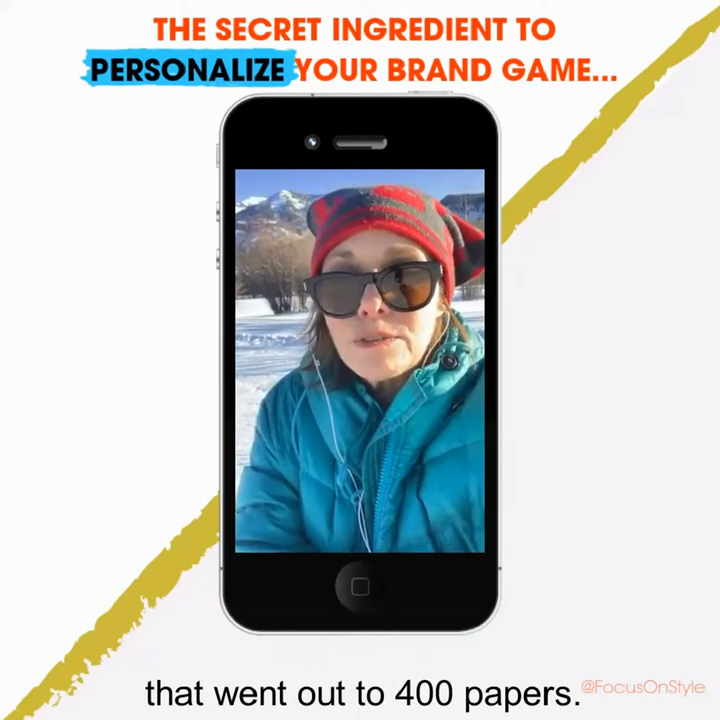 THE SECRET INGREDIENT TO
PERSONALIZE YOUR BRAND GAME...
that went out to 400 papers.
@FocusOnStyle